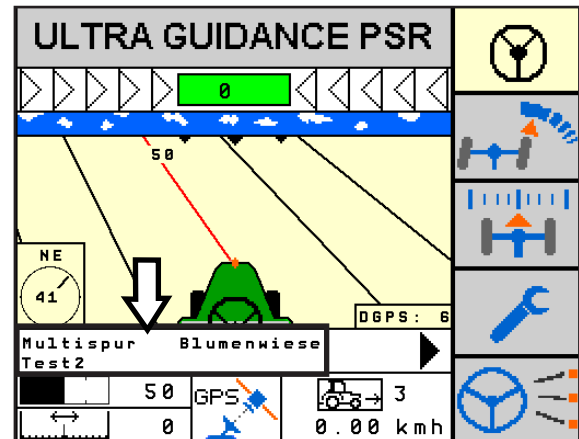 ULTRA GUIDANCE PSR
0
50
NE
41
DGPS: 6
Multispur Blumenwiese
Test2
50
GPS
3
0
0.00 kmh